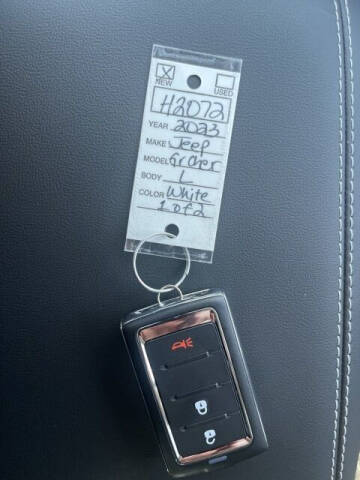 X NEW USED
H2072
YEAR 2023
MAKE Jeep
MODEL Gr Cher
BODY L
COLOR White
1 of 2